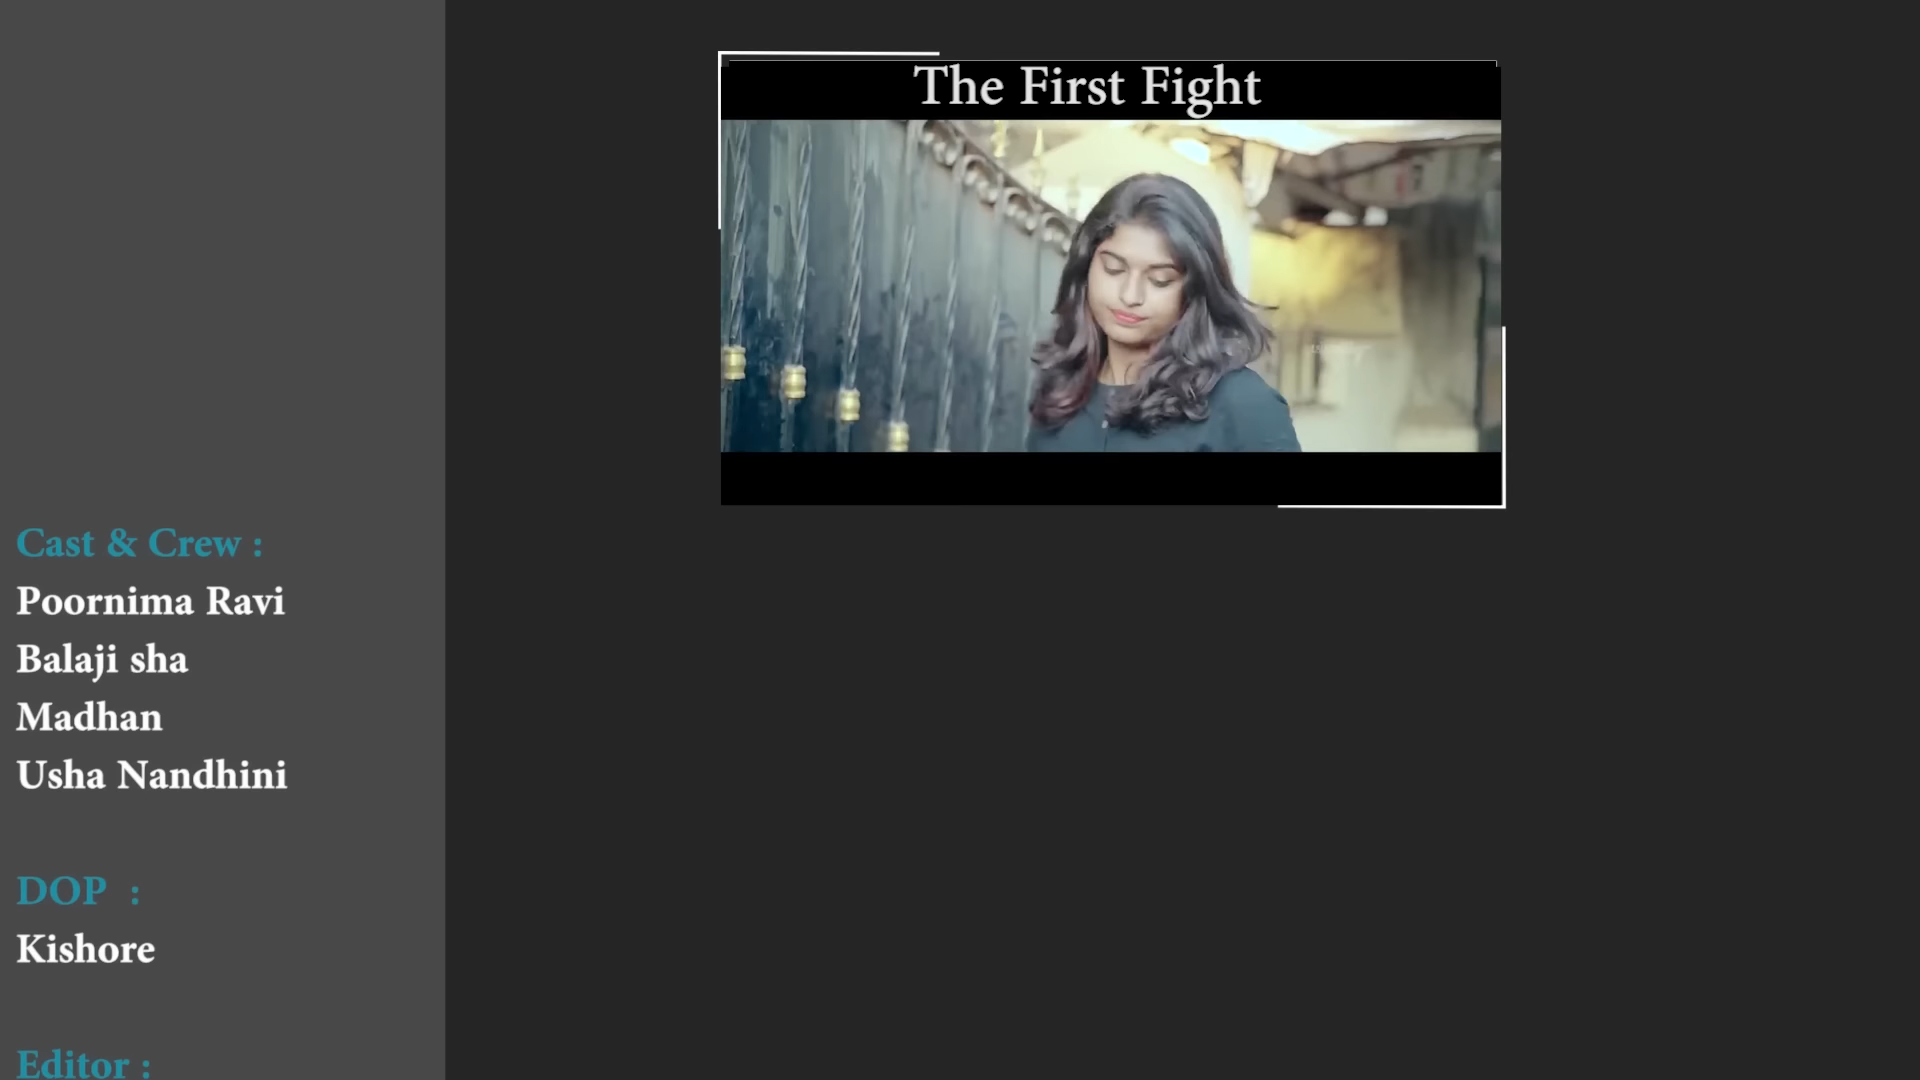 The First Fight
Cast & Crew :
Poornima Ravi
Balaji sha
Madhan
Usha Nandhini
DOP :
Kishore
Editor :